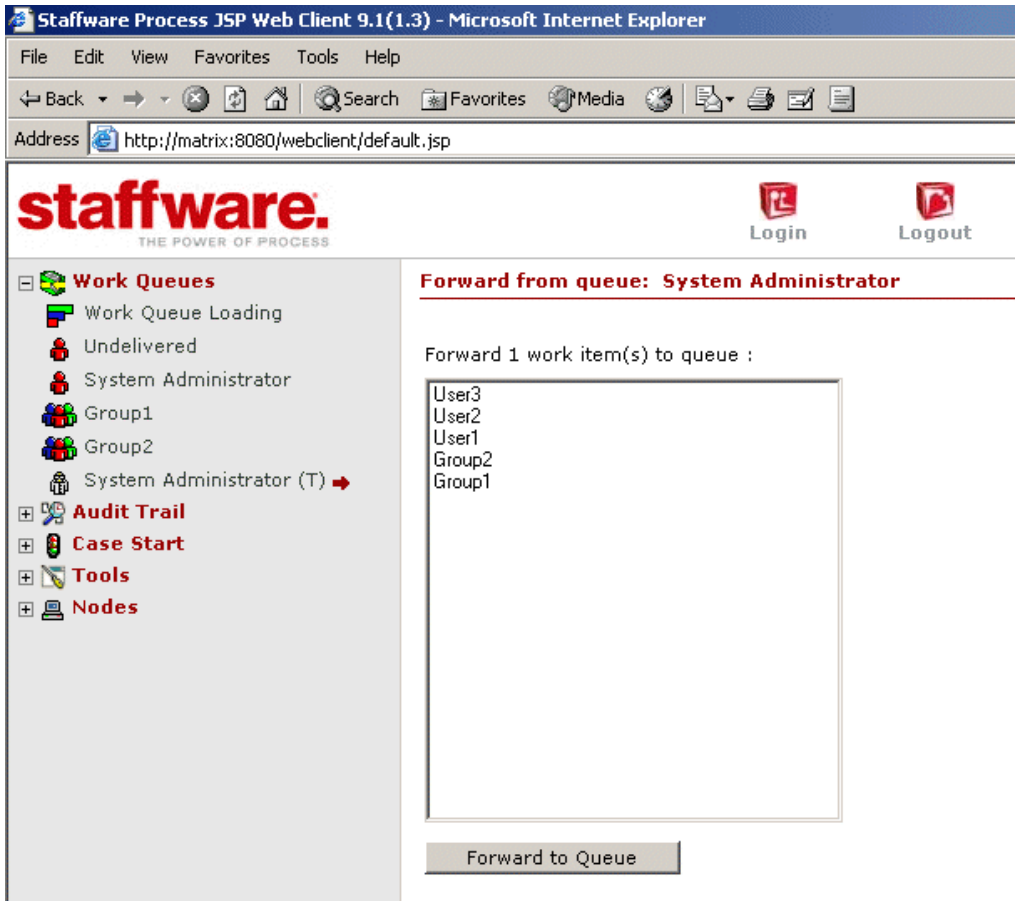 Staffware Process JSP Web Client 9.1(1.3) - Microsoft Internet Explorer
File Edit View Favorites Tools Help
Back Search Favorites Media
Address http://matrix:8080/webclient/default.jsp
staffware.
THE POWER OF PROCESS
Login Logout
Work Queues
Work Queue Loading
Undelivered
System Administrator
Group1
Group2
System Administrator (T)
Audit Trail
Case Start
Tools
Nodes
Forward from queue: System Administrator
Forward 1 work item(s) to queue :
User3
User2
User1
Group2
Group1
Forward to Queue